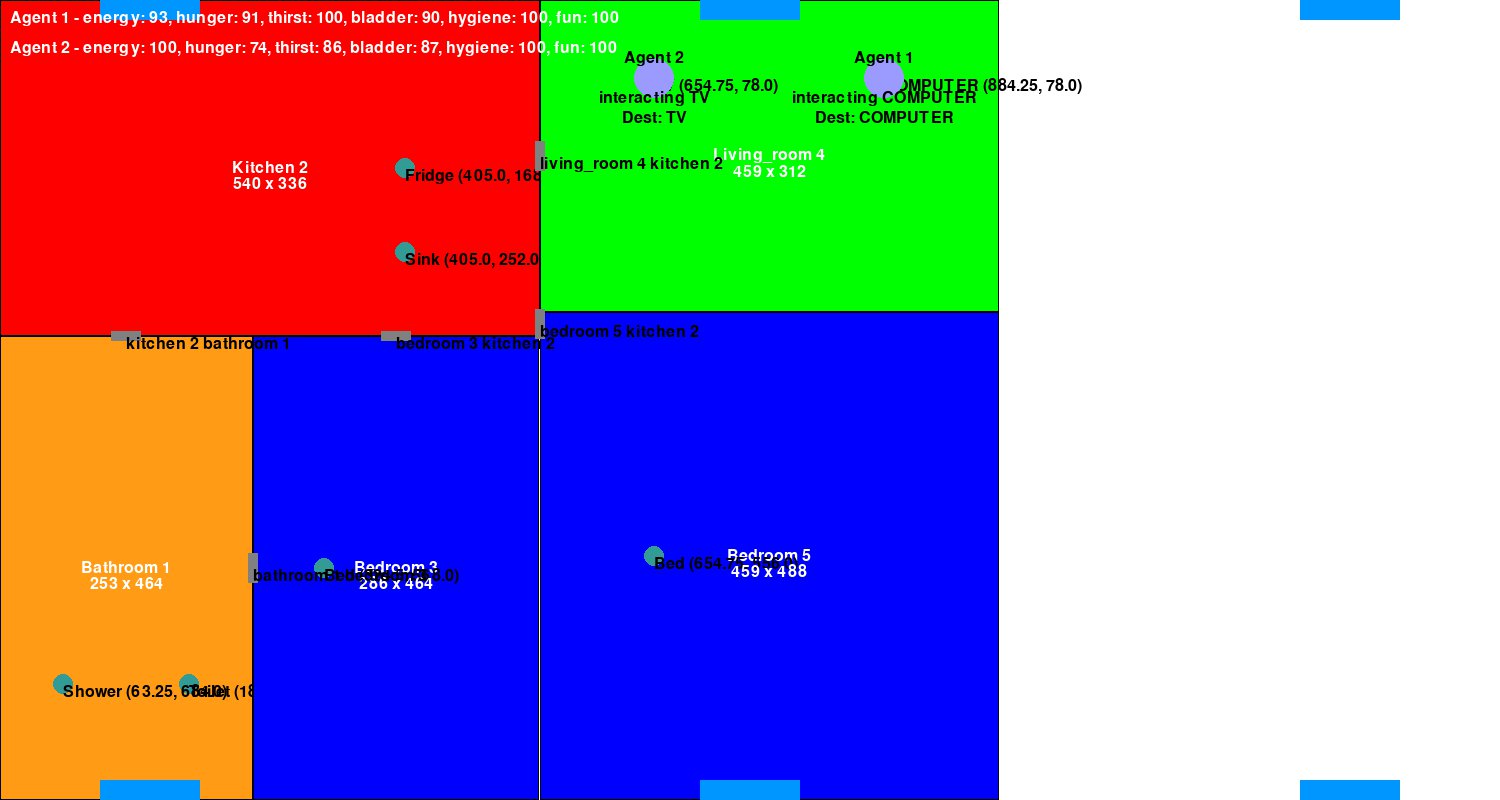 Agent 1 - energy: 93, hunger: 91, thirst: 100, bladder: 90, hygiene: 100, fun: 100
Agent 2 - energy: 100, hunger: 74, thirst: 86, bladder: 87, hygiene: 100, fun: 100
Agent 2
Agent 1
(654.75, 78.0)
COMPUTER (884.25, 78.0)
interacting TV
interacting COMPUTER
Dest: TV
Dest: COMPUTER
Living_room 4
459 x 312
living_room 4 kitchen 2
Kitchen 2
540 x 336
Fridge (405.0, 168
Sink (405.0, 252.0
bedroom 5 kitchen 2
kitchen 2 bathroom 1
bedroom 3 kitchen 2
Bathroom 1
253 x 464
Bedroom 3
286 x 464
Bedroom 5
459 x 488
Bed (654.75,
Shower (63.25, 684.0)
Toilet (18